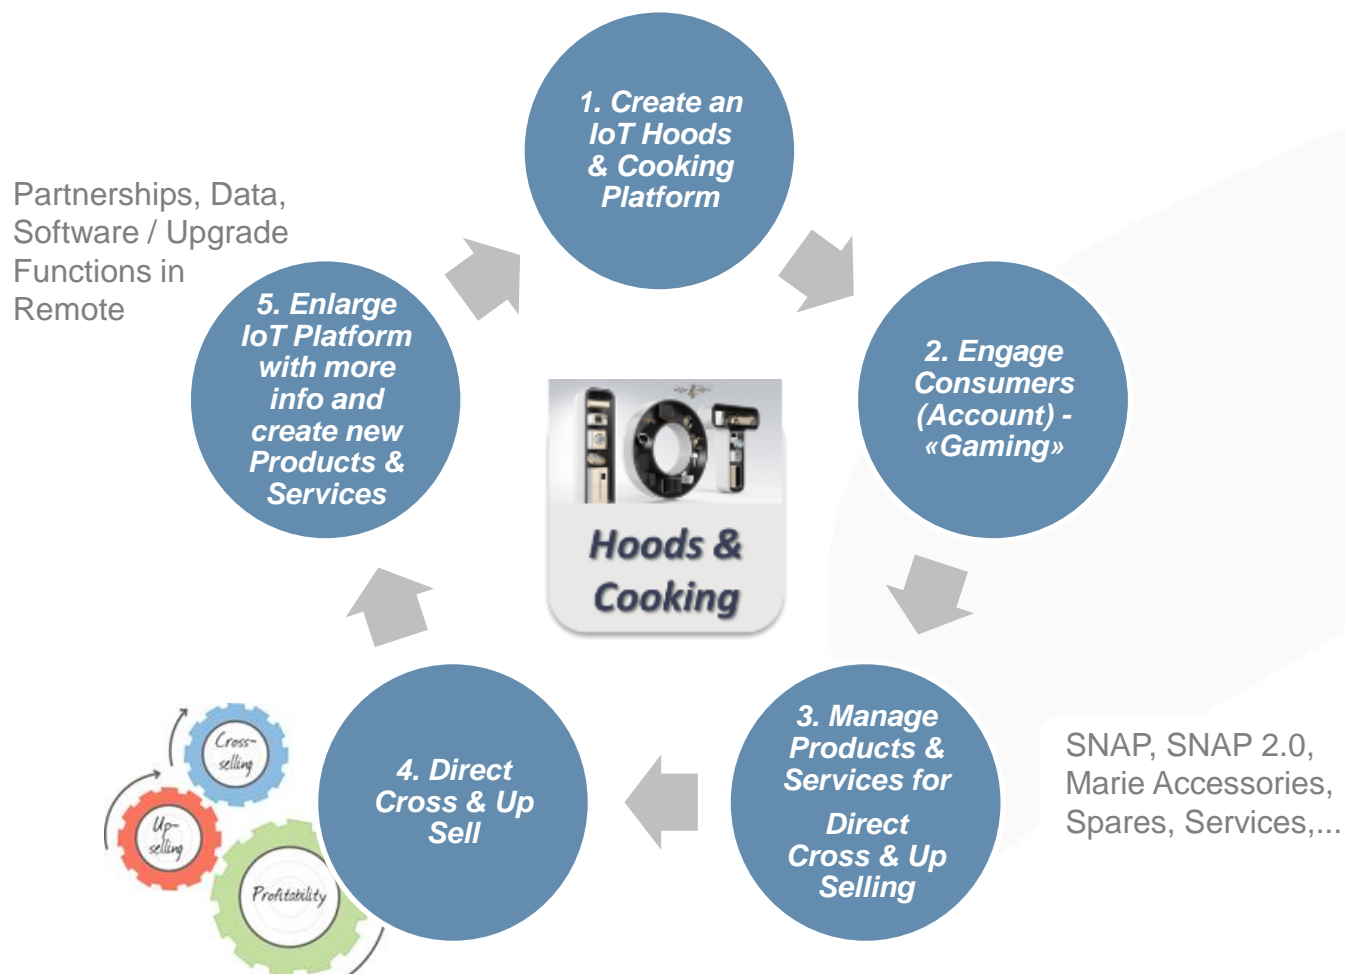 1. Create an
IoT Hoods
& Cooking
Platform
Partnerships, Data,
Software / Upgrade
Functions in
Remote
5. Enlarge
IoT Platform
with more
info and
create new
Products &
Services
2. Engage
Consumers
(Account) -
«Gaming»
IOT
Hoods &
Cooking
3. Manage
Products &
Services for
Direct
Cross & Up
Selling
SNAP, SNAP 2.0,
Marie Accessories,
Spares, Services,...
4. Direct
Cross & Up
Sell
Cross-
selling
Up-
selling
Profitability